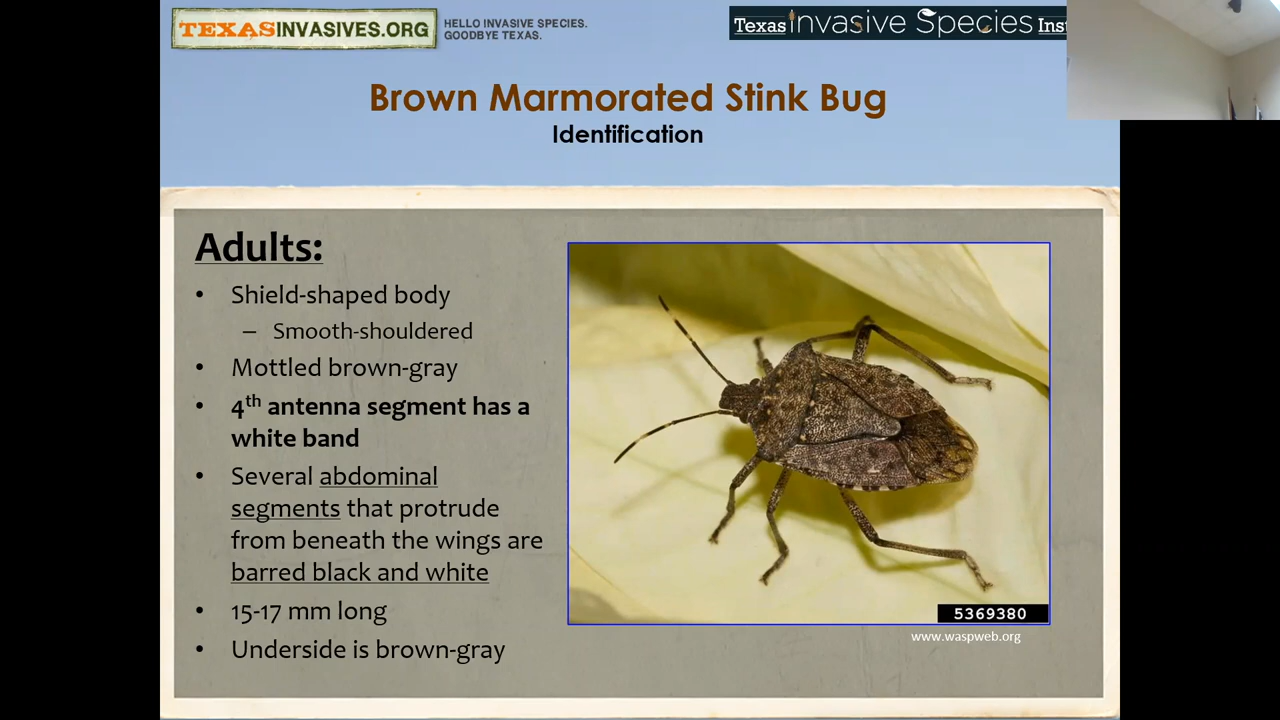 TEXASINVASIVES.ORG
HELLO INVASIVE SPECIES.
GOODBYE TEXAS.
Texas Invasive Species Inst
Brown Marmorated Stink Bug
Identification
Adults:
• Shield-shaped body
– Smooth-shouldered
• Mottled brown-gray
• 4th antenna segment has a
white band
• Several abdominal
segments that protrude
from beneath the wings are
barred black and white
• 15-17 mm long
• Underside is brown-gray
5369380
www.waspweb.org